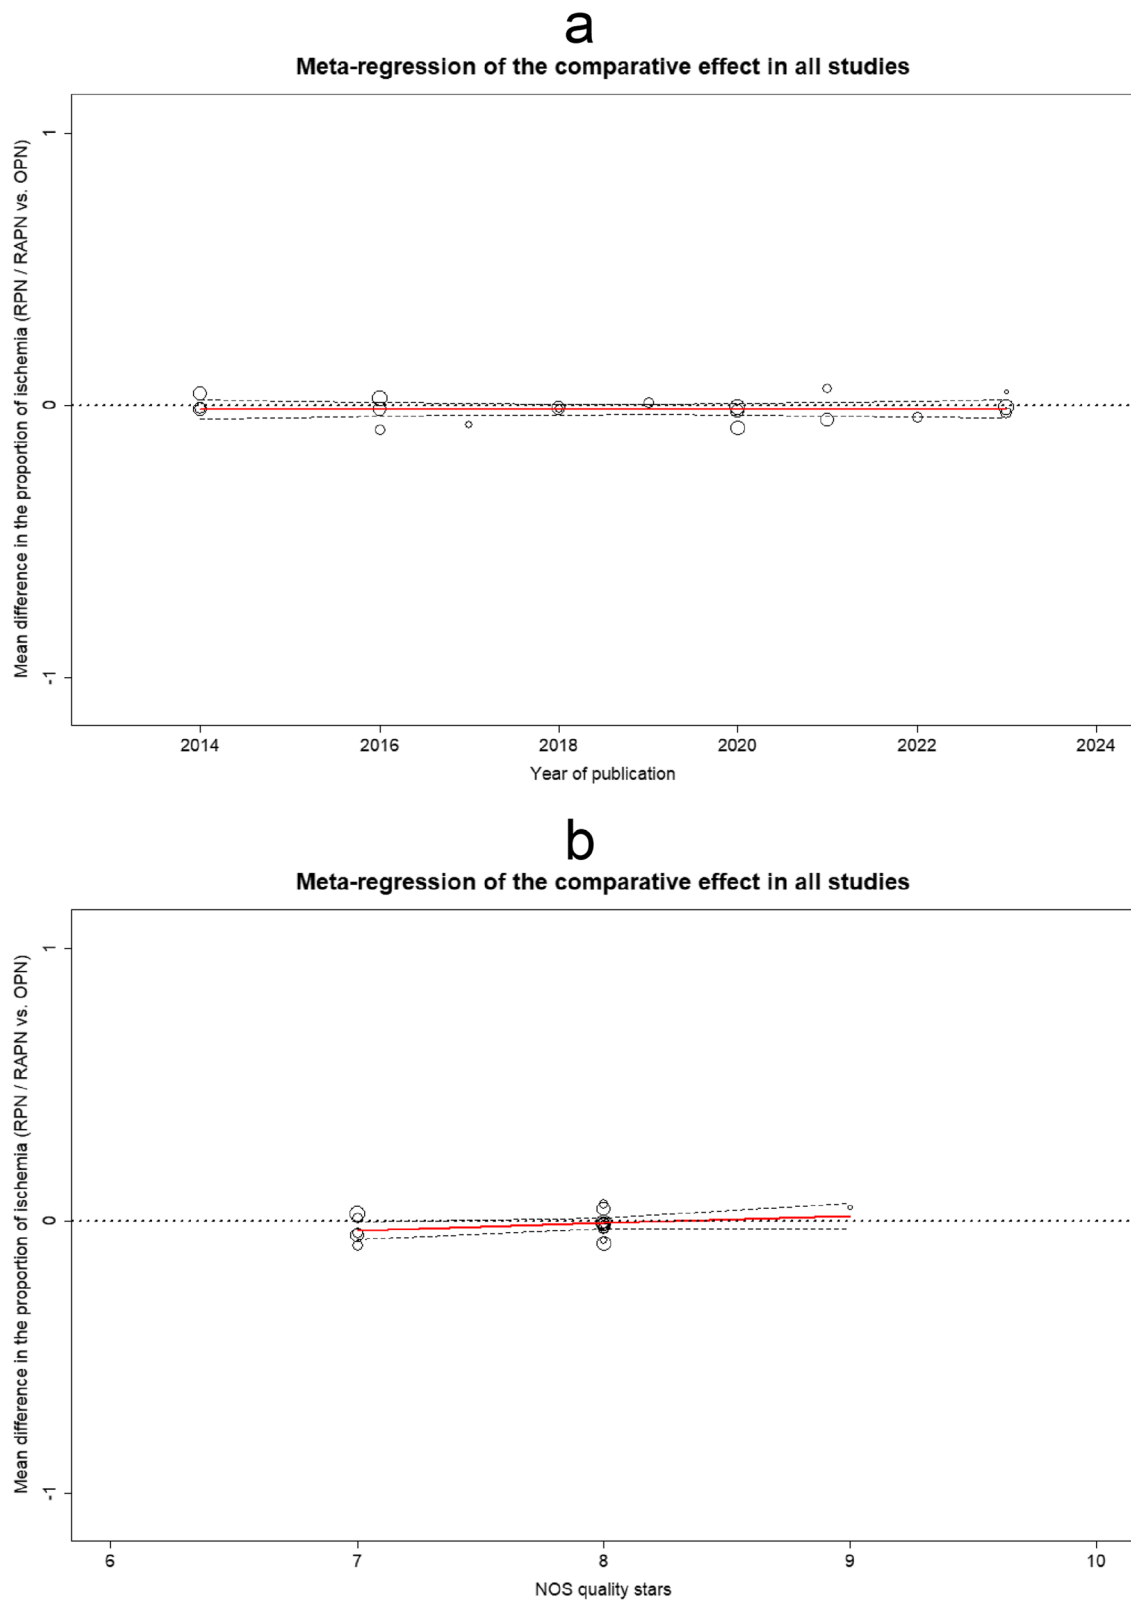 a
Meta-regression of the comparative effect in all studies
Mean difference in the proportion of ischemia (RPN / RAPN vs. OPN)
1
0
-1
2014 2016 2018 2020 2022 2024
Year of publication
b
Meta-regression of the comparative effect in all studies
Mean difference in the proportion of ischemia (RPN / RAPN vs. OPN)
1
0
-1
6 7 8 9 10
NOS quality stars